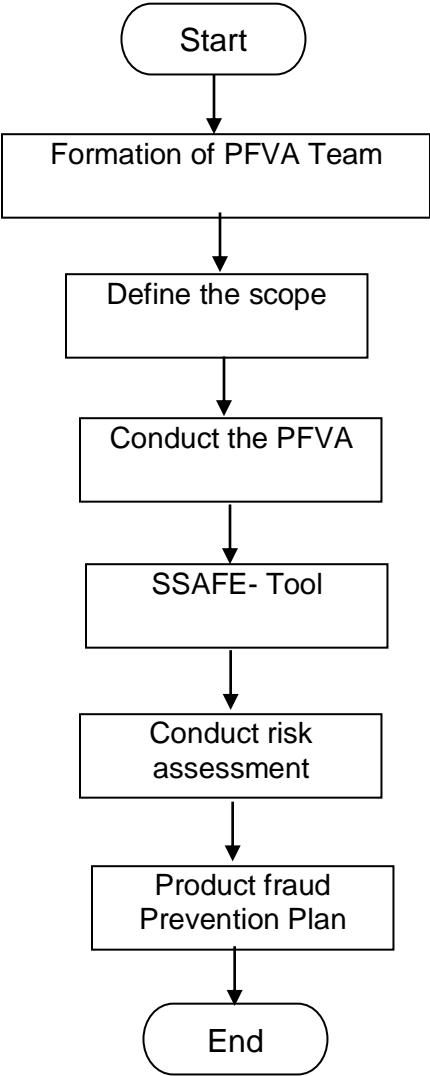 Start
Formation of PFVA Team
Define the scope
Conduct the PFVA
SSAFE- Tool
Conduct risk
assessment
Product fraud
Prevention Plan
End